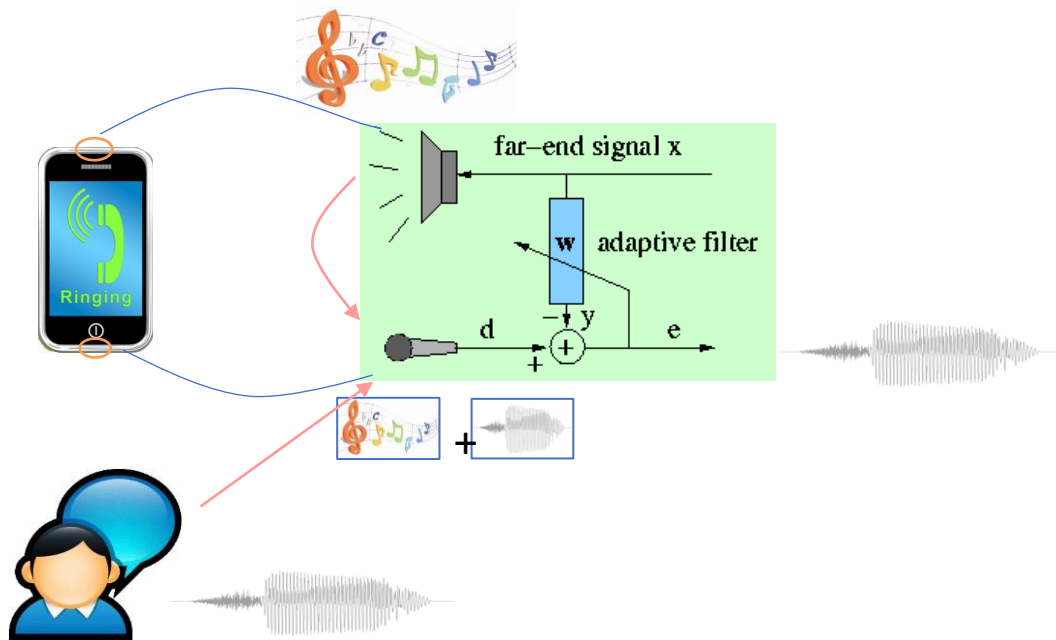 far−end signal x
w adaptive filter
Ringing
− y
d e
+ +
+